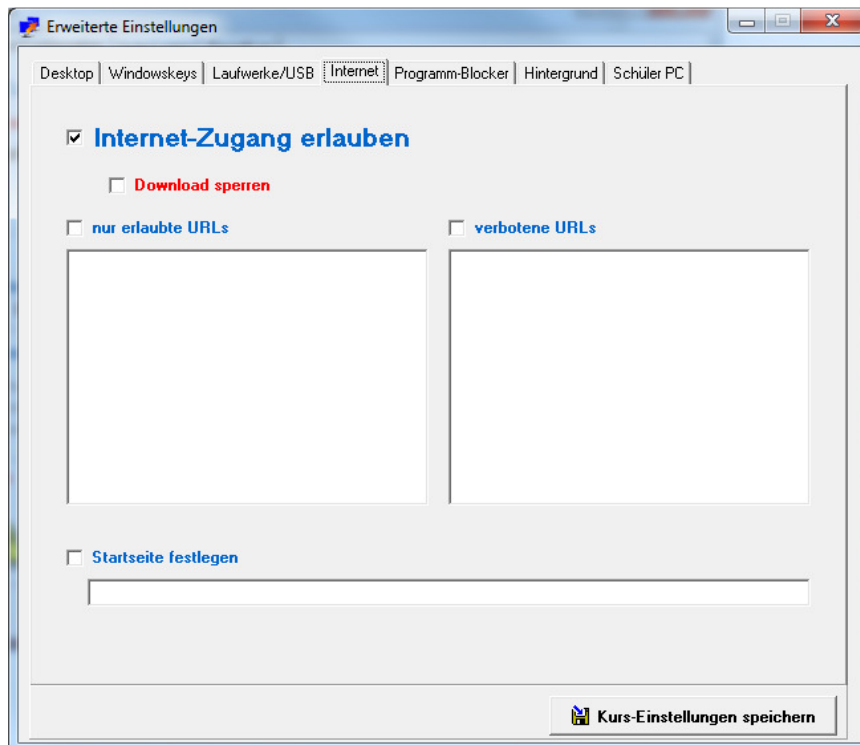 Erweiterte Einstellungen
Desktop Windowskeys Laufwerke/USB Internet Programm-Blocker Hintergrund Schüler PC
Internet-Zugang erlauben
Download sperren
nur erlaubte URLs verbotene URLs
Startseite festlegen
Kurs-Einstellungen speichern